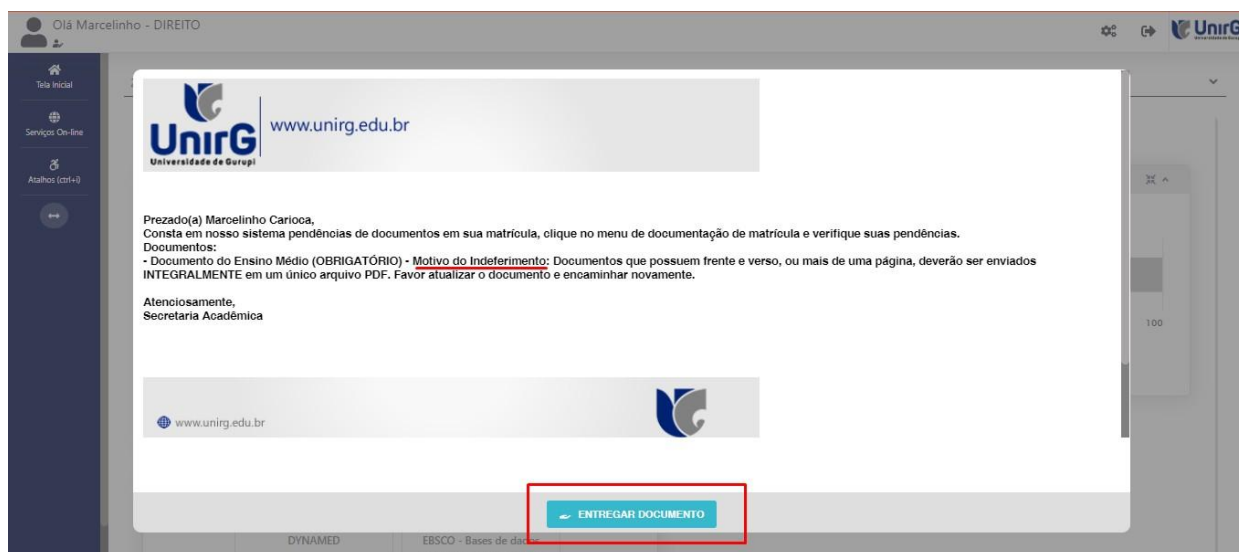 Olá Marcelinho - DIREITO
UnirG
Tela Inicial
Serviços On-line
Atalhos (ctrl+i)
UnirG
Universidade de Gurupi
www.unirg.edu.br
Prezado(a) Marcelinho Carioca,
Consta em nosso sistema pendências de documentos em sua matrícula, clique no menu de documentação de matrícula e verifique suas pendências.
Documentos:
- Documento do Ensino Médio (OBRIGATÓRIO) - Motivo do Indeferimento: Documentos que possuem frente e verso, ou mais de uma página, deverão ser enviados
INTEGRALMENTE em um único arquivo PDF. Favor atualizar o documento e encaminhar novamente.
Atenciosamente,
Secretaria Acadêmica
100
www.unirg.edu.br
ENTREGAR DOCUMENTO
DYNAMED
EBSCO - Bases de dados